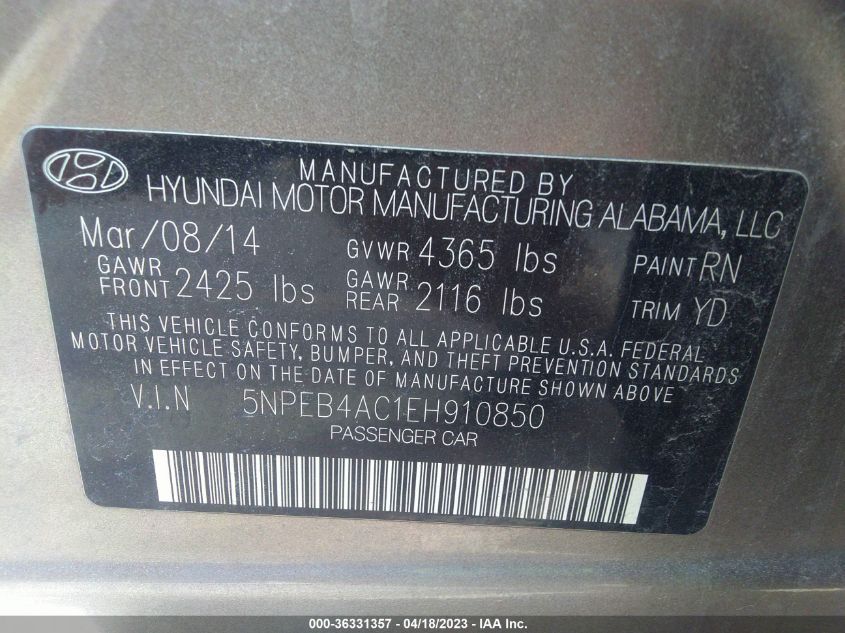 MANUFACTURED BY
HYUNDAI MOTOR MANUFACTURING ALABAMA, LLC
Mar/08/14 GVWR 4365 lbs PAINT RN
GAWR FRONT 2425 lbs GAWR REAR 2116 lbs TRIM YD
THIS VEHICLE CONFORMS TO ALL APPLICABLE U.S.A. FEDERAL
MOTOR VEHICLE SAFETY, BUMPER, AND THEFT PREVENTION STANDARDS
IN EFFECT ON THE DATE OF MANUFACTURE SHOWN ABOVE
V.I.N 5NPEB4AC1EH910850
PASSENGER CAR
000-36331357 - 04/18/2023 - IAA Inc.